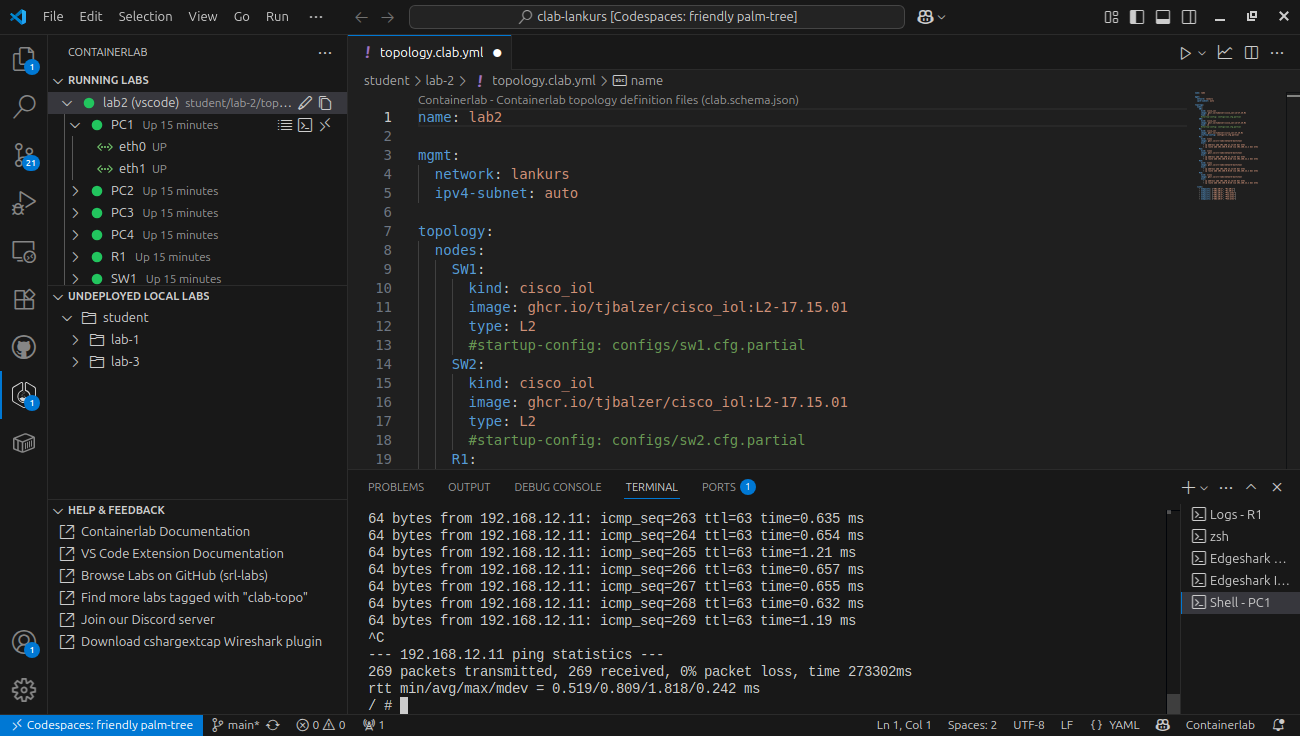 File Edit Selection View Go Run ···
clab-lankurs [Codespaces: friendly palm-tree]
CONTAINERLAB
RUNNING LABS
lab2 (vscode) student/lab-2/top...
PC1 Up 15 minutes
eth0 UP
eth1 UP
PC2 Up 15 minutes
PC3 Up 15 minutes
PC4 Up 15 minutes
R1 Up 15 minutes
SW1 Up 15 minutes
UNDEPLOYED LOCAL LABS
student
lab-1
lab-3
HELP & FEEDBACK
Containerlab Documentation
VS Code Extension Documentation
Browse Labs on GitHub (srl-labs)
Find more labs tagged with "clab-topo"
Join our Discord server
Download cshargextcap Wireshark plugin
1
21
1
1
! topology.clab.yml
student > lab-2 > ! topology.clab.yml > abc name
Containerlab - Containerlab topology definition files (clab.schema.json)
1 name: lab2
2
3 mgmt:
4 network: lankurs
5 ipv4-subnet: auto
6
7 topology:
8 nodes:
9 SW1:
10 kind: cisco_iol
11 image: ghcr.io/tjbalzer/cisco_iol:L2-17.15.01
12 type: L2
13 #startup-config: configs/sw1.cfg.partial
14 SW2:
15 kind: cisco_iol
16 image: ghcr.io/tjbalzer/cisco_iol:L2-17.15.01
17 type: L2
18 #startup-config: configs/sw2.cfg.partial
19 R1:
PROBLEMS OUTPUT DEBUG CONSOLE TERMINAL PORTS 1
64 bytes from 192.168.12.11: icmp_seq=263 ttl=63 time=0.635 ms
64 bytes from 192.168.12.11: icmp_seq=264 ttl=63 time=0.654 ms
64 bytes from 192.168.12.11: icmp_seq=265 ttl=63 time=1.21 ms
64 bytes from 192.168.12.11: icmp_seq=266 ttl=63 time=0.657 ms
64 bytes from 192.168.12.11: icmp_seq=267 ttl=63 time=0.655 ms
64 bytes from 192.168.12.11: icmp_seq=268 ttl=63 time=0.632 ms
64 bytes from 192.168.12.11: icmp_seq=269 ttl=63 time=1.19 ms
^C
--- 192.168.12.11 ping statistics ---
269 packets transmitted, 269 received, 0% packet loss, time 273302ms
rtt min/avg/max/mdev = 0.519/0.809/1.818/0.242 ms
/ #
Logs - R1
zsh
Edgeshark ...
Edgeshark I...
Shell - PC1
Codespaces: friendly palm-tree main* 0 0 1 Ln 1, Col 1 Spaces: 2 UTF-8 LF {} YAML Containerlab